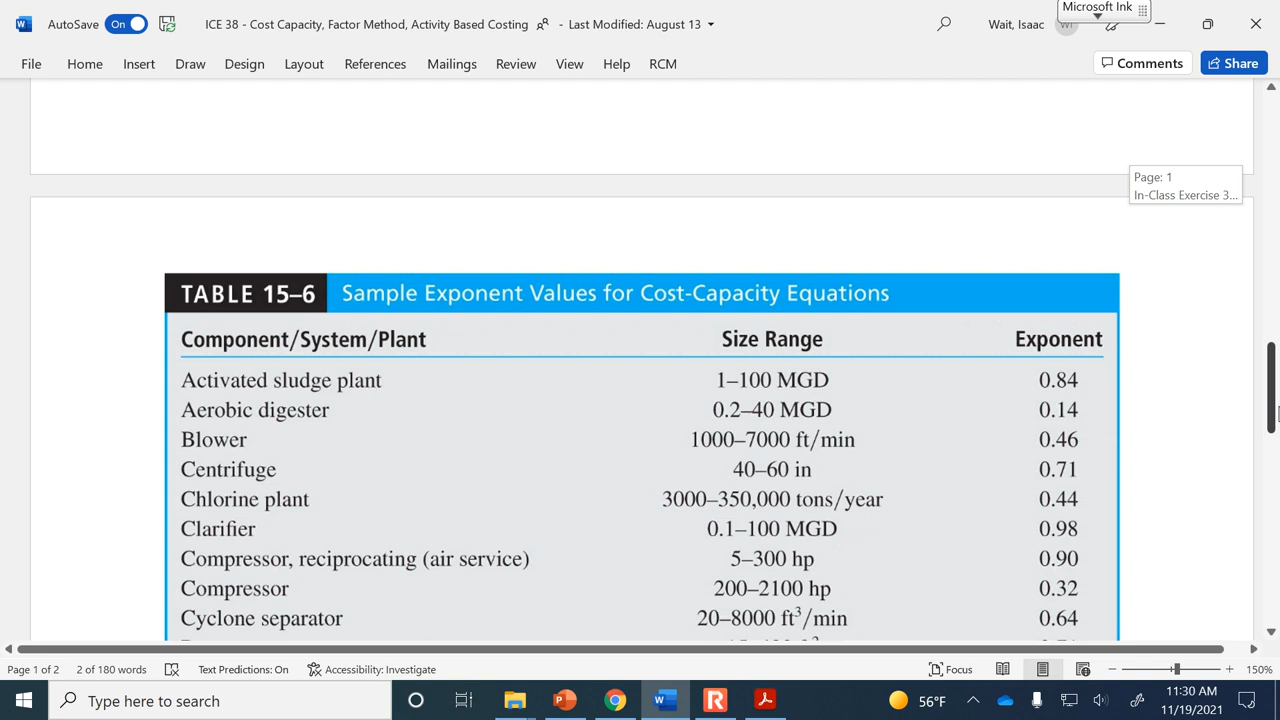 Microsoft Ink
AutoSave On ICE 38 - Cost Capacity, Factor Method, Activity Based Costing - Last Modified: August 13 Wait, Isaac WI
File Home Insert Draw Design Layout References Mailings Review View Help RCM Comments Share
Page: 1
In-Class Exercise 3...
TABLE 15–6 Sample Exponent Values for Cost-Capacity Equations
Component/System/Plant Size Range Exponent
Activated sludge plant 1–100 MGD 0.84
Aerobic digester 0.2–40 MGD 0.14
Blower 1000–7000 ft/min 0.46
Centrifuge 40–60 in 0.71
Chlorine plant 3000–350,000 tons/year 0.44
Clarifier 0.1–100 MGD 0.98
Compressor, reciprocating (air service) 5–300 hp 0.90
Compressor 200–2100 hp 0.32
Cyclone separator 20–8000 ft³/min 0.64
Page 1 of 2 2 of 180 words Text Predictions: On Accessibility: Investigate Focus 150%
Type here to search 56°F 11:30 AM
11/19/2021